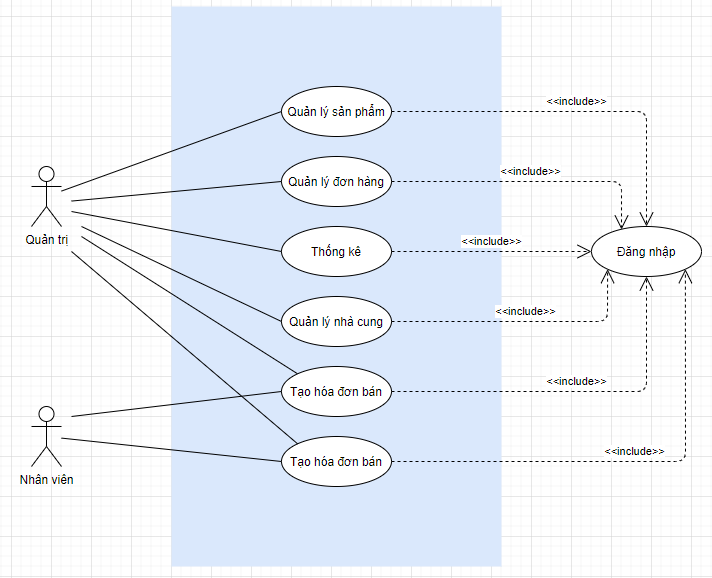 Quản lý sản phẩm
<<include>>
Quản lý đơn hàng
<<include>>
Quản trị
Thống kê
<<include>>
Đăng nhập
Quản lý nhà cung
<<include>>
Tạo hóa đơn bán
<<include>>
Tạo hóa đơn bán
<<include>>
Nhân viên